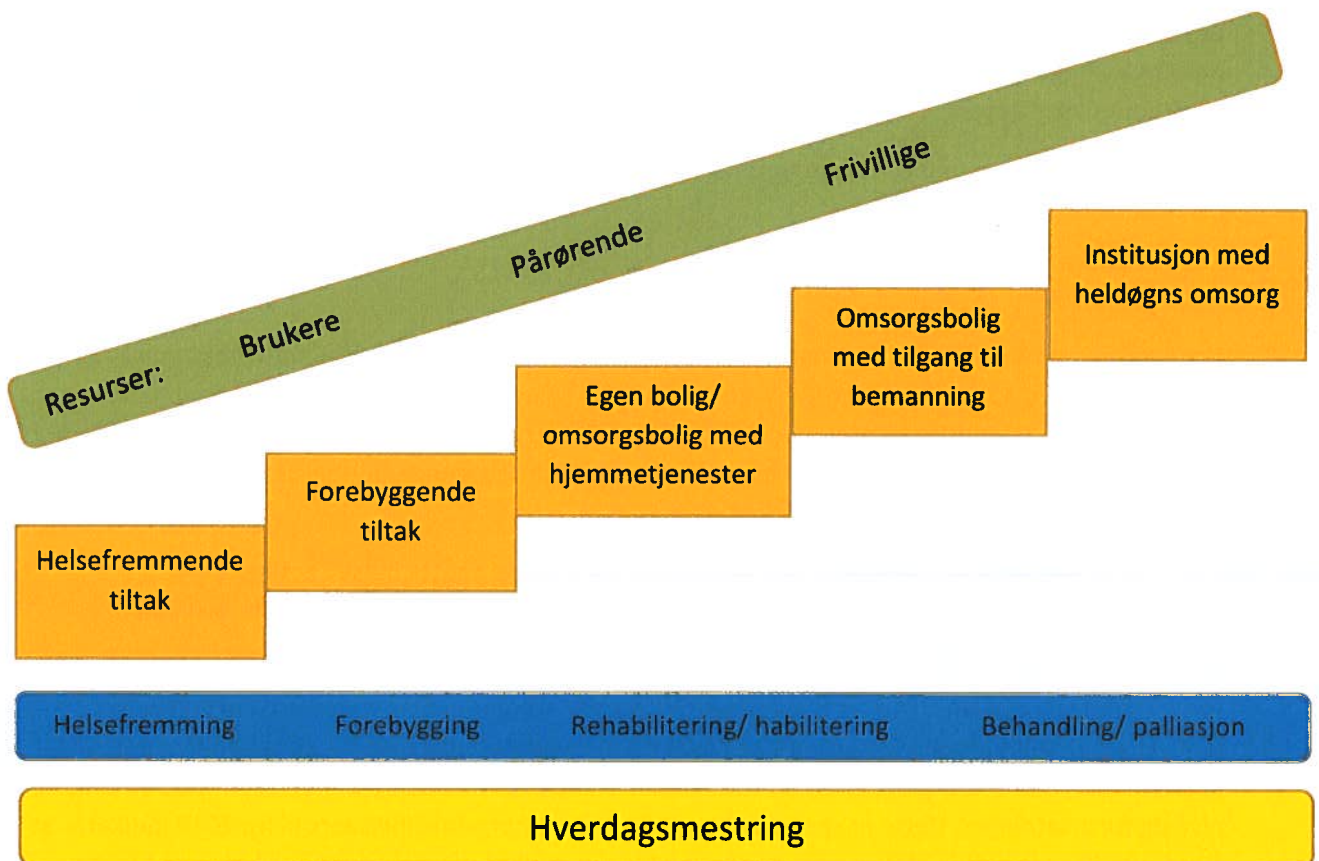 Resurser: Brukere Pårørende Frivillige
Institusjon med
heldøgns omsorg
Omsorgsbolig
med tilgang til
bemanning
Egen bolig/
omsorgsbolig med
hjemmetjenester
Forebyggende
tiltak
Helsefremmende
tiltak
Helsefremming Forebygging Rehabilitering/ habilitering Behandling/ palliasjon
Hverdagsmestring